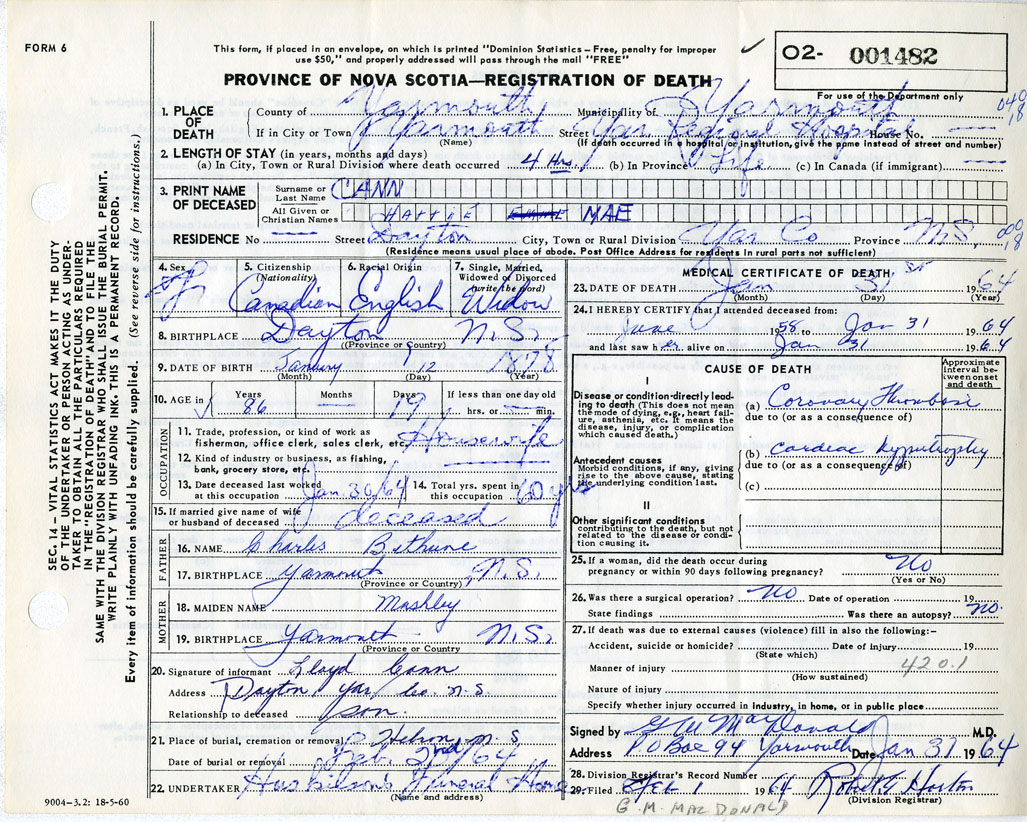 FORM 6
This form, if placed in an envelope, on which is printed "Dominion Statistics – Free, penalty for improper
use $50," and properly addressed will pass through the mail "FREE"
✓
O2- 001482
PROVINCE OF NOVA SCOTIA—REGISTRATION OF DEATH
For use of the Department only
040
18
1. PLACE OF DEATH County of Yarmouth Municipality of Yarmouth
If in City or Town Yarmouth Street Yar Regional Hospital House No.
(Name) (If death occurred in a hospital or institution, give the name instead of street and number)
2. LENGTH OF STAY (in years, months and days)
(a) In City, Town or Rural Division where death occurred 4 Hrs. (b) In Province Life (c) In Canada (if immigrant)
3. PRINT NAME OF DECEASED Surname or Last Name CANN
All Given or Christian Names HATTIE MAE
RESIDENCE No Street Dayton City, Town or Rural Division Yar Co Province N.S.
000
18
(Residence means usual place of abode. Post Office Address for residents in rural parts not sufficient)
SEC. 14 – VITAL STATISTICS ACT MAKES IT THE DUTY
OF THE UNDERTAKER OR PERSON ACTING AS UNDER-
TAKER TO OBTAIN ALL THE PARTICULARS REQUIRED
IN THE "REGISTRATION OF DEATH" AND TO FILE THE
SAME WITH THE DIVISION REGISTRAR WHO SHALL ISSUE THE BURIAL PERMIT.
WRITE PLAINLY WITH UNFADING INK. THIS IS A PERMANENT RECORD.
Every item of information should be carefully supplied. (See reverse side for instructions.)
4. Sex F
5. Citizenship (Nationality) Canadian
6. Racial Origin English
7. Single, Married, Widowed or Divorced (write the word) Widow
8. BIRTHPLACE Dayton N.S.
(Province or Country)
9. DATE OF BIRTH January 12 1878
(Month) (Day) (Year)
10. AGE in ✓ Years 86 Months — Days 19 If less than one day old
hrs. or min.
OCCUPATION
11. Trade, profession, or kind of work as
fisherman, office clerk, sales clerk, etc. Housewife
12. Kind of industry or business, as fishing,
bank, grocery store, etc.
13. Date deceased last worked
at this occupation Jan. 30/64
14. Total yrs. spent in
this occupation 60 yrs
15. If married give name of wife
or husband of deceased deceased
FATHER
16. NAME Charles Bethune
17. BIRTHPLACE Yarmouth, N.S.
(Province or Country)
MOTHER
18. MAIDEN NAME Mashley
19. BIRTHPLACE Yarmouth N.S.
(Province or Country
20. Signature of informant Lloyd Cann
Address Dayton Yar Co. N.S.
Relationship to deceased son.
21. Place of burial, cremation or removal N.S
Date of burial or removal Feb. 2nd/64
22. UNDERTAKER Funeral Home
(Name and address)
9004–3.2: 18-5-60
MEDICAL CERTIFICATE OF DEATH
23. DATE OF DEATH Jan 31st 1964
(Month) (Day) (Year)
24. I HEREBY CERTIFY that I attended deceased from:
June 1958 to Jan 31 1964
and last saw her alive on Jan 31 1964
CAUSE OF DEATH
Approximate interval between onset and death
I
Disease or condition directly lead-
ing to death (This does not mean
the mode of dying, e.g., heart fail-
ure, asthenia, etc. It means the
disease, injury, or complication
which caused death.)
(a) Coronary Thrombosis
due to (or as a consequence of)
Antecedent causes
Morbid conditions, if any, giving
rise to the above cause, stating
the underlying condition last.
(b) Cardiac hypertrophy
due to (or as a consequence of)
(c)
II
Other significant conditions
contributing to the death, but not
related to the disease or condi-
tion causing it.
25. If a woman, did the death occur during
pregnancy or within 90 days following pregnancy? No
(Yes or No)
26. Was there a surgical operation? No Date of operation 19
State findings Was there an autopsy? no.
27. If death was due to external causes (violence) fill in also the following:–
Accident, suicide or homicide? Date of injury 19
(State which)
420.1
Manner of injury
(How sustained)
Nature of injury
Specify whether injury occurred in industry, in home, or in public place
Signed by G M MacDonald M.D.
Address P O Box 94 Yarmouth Date Jan 31 1964
28. Division Registrar's Record Number
29. Filed Feb 1 1964 Robert Horton
(Division Registrar)
G. M. MACDONALD